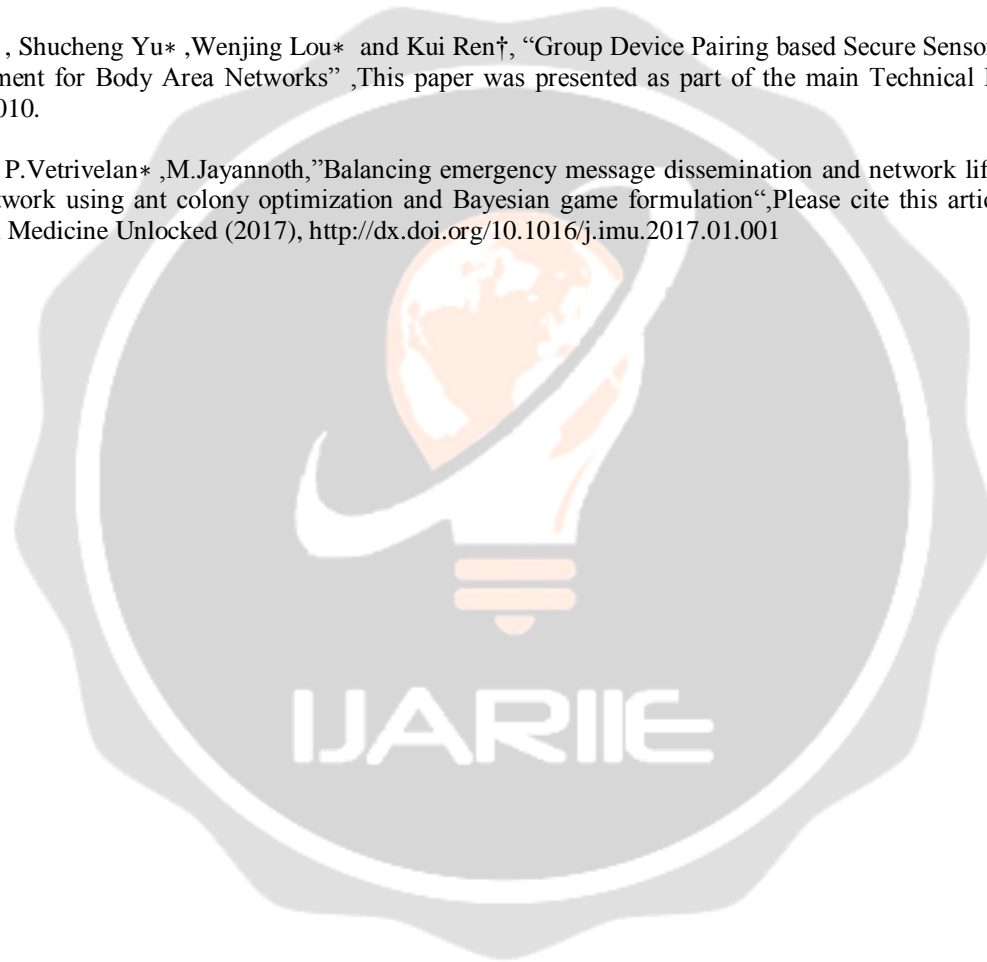 , Shucheng Yu∗ ,Wenjing Lou∗ and Kui Ren†, “Group Device Pairing based Secure Sensor
ment for Body Area Networks” ,This paper was presented as part of the main Technical
010.
P.Vetrivelan∗ ,M.Jayannoth,”Balancing emergency message dissemination and network lif
twork using ant colony optimization and Bayesian game formulation“,Please cite this artic
Medicine Unlocked (2017), http://dx.doi.org/10.1016/j.imu.2017.01.001
IJARIIE